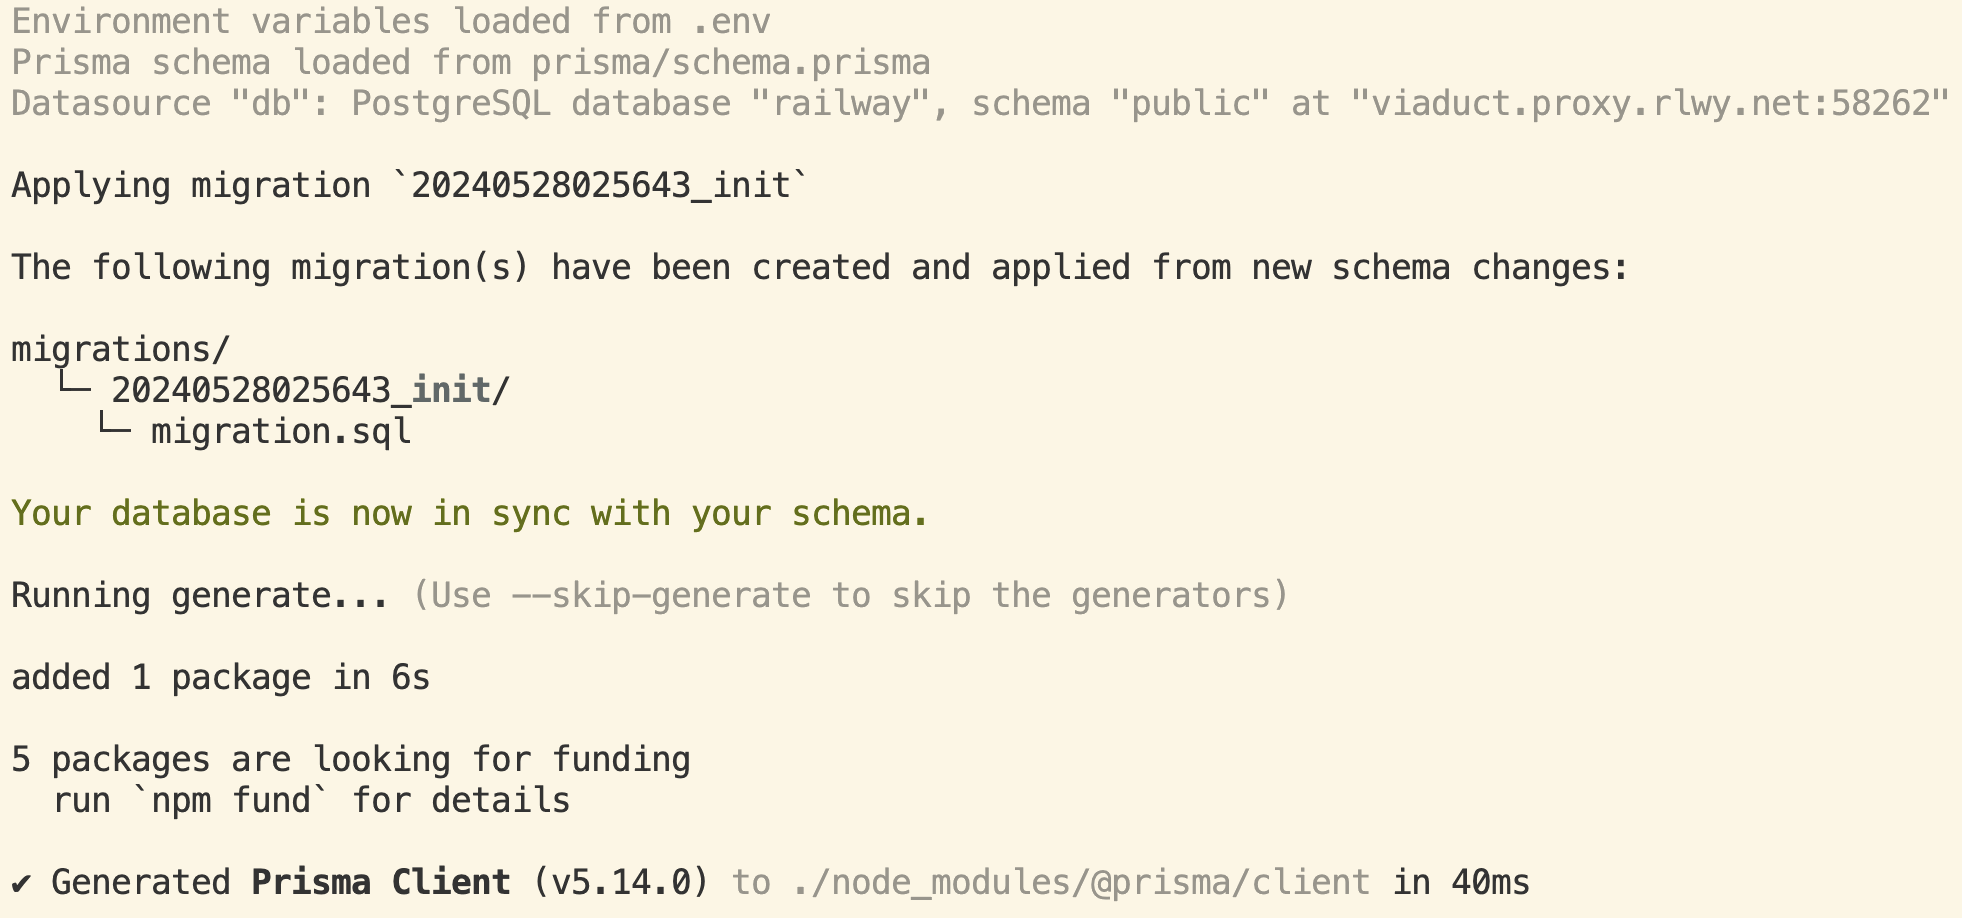 Environment variables loaded from .env
Prisma schema loaded from prisma/schema.prisma
Datasource "db": PostgreSQL database "railway", schema "public" at "viaduct.proxy.rlwy.net:58262"
Applying migration `20240528025643_init`
The following migration(s) have been created and applied from new schema changes:
migrations/
  └─ 20240528025643_init/
    └─ migration.sql
Your database is now in sync with your schema.
Running generate... (Use --skip-generate to skip the generators)
added 1 package in 6s
5 packages are looking for funding
  run `npm fund` for details
✔ Generated Prisma Client (v5.14.0) to ./node_modules/@prisma/client in 40ms